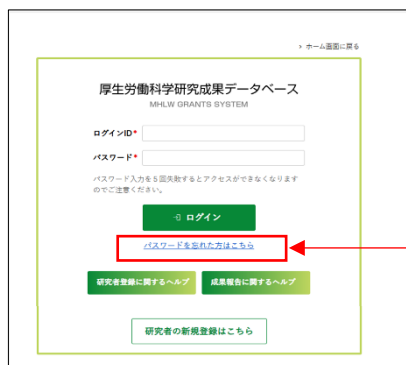 › ホーム画面に戻る
厚生労働科学研究成果データベース
MHLW GRANTS SYSTEM
ログインID*
パスワード*
パスワード入力を5回失敗するとアクセスができなくなります
のでご注意ください。
ログイン
パスワードを忘れた方はこちら
研究者登録に関するヘルプ 成果報告に関するヘルプ
研究者の新規登録はこちら